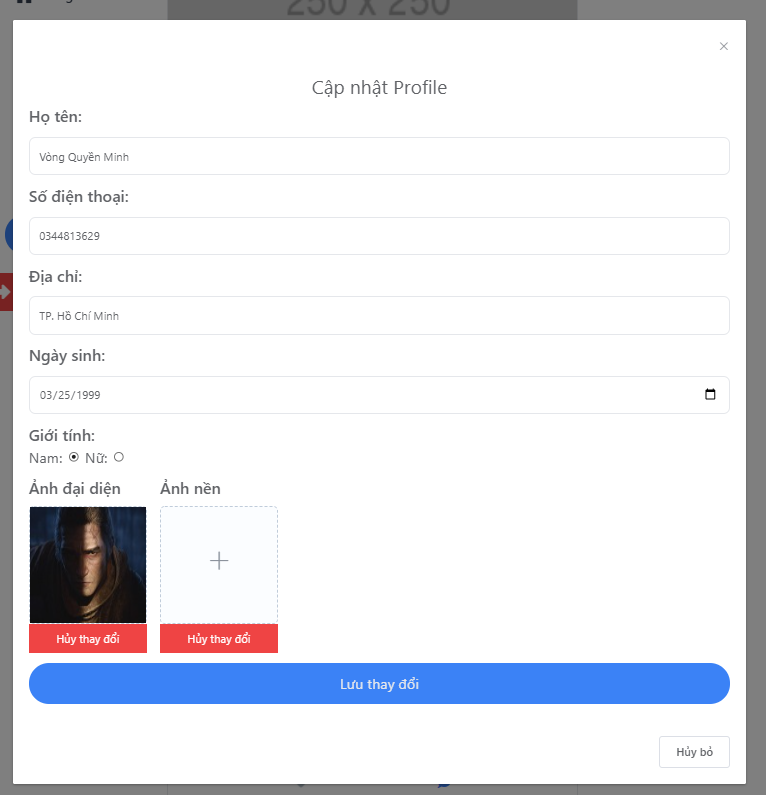 250 x 250
Cập nhật Profile
Họ tên:
Vòng Quyền Minh
Số điện thoại:
0344813629
Địa chỉ:
TP. Hồ Chí Minh
Ngày sinh:
03/25/1999
Giới tính:
Nam: Nữ:
Ảnh đại diện Ảnh nền
Hủy thay đổi Hủy thay đổi
Lưu thay đổi
Hủy bỏ